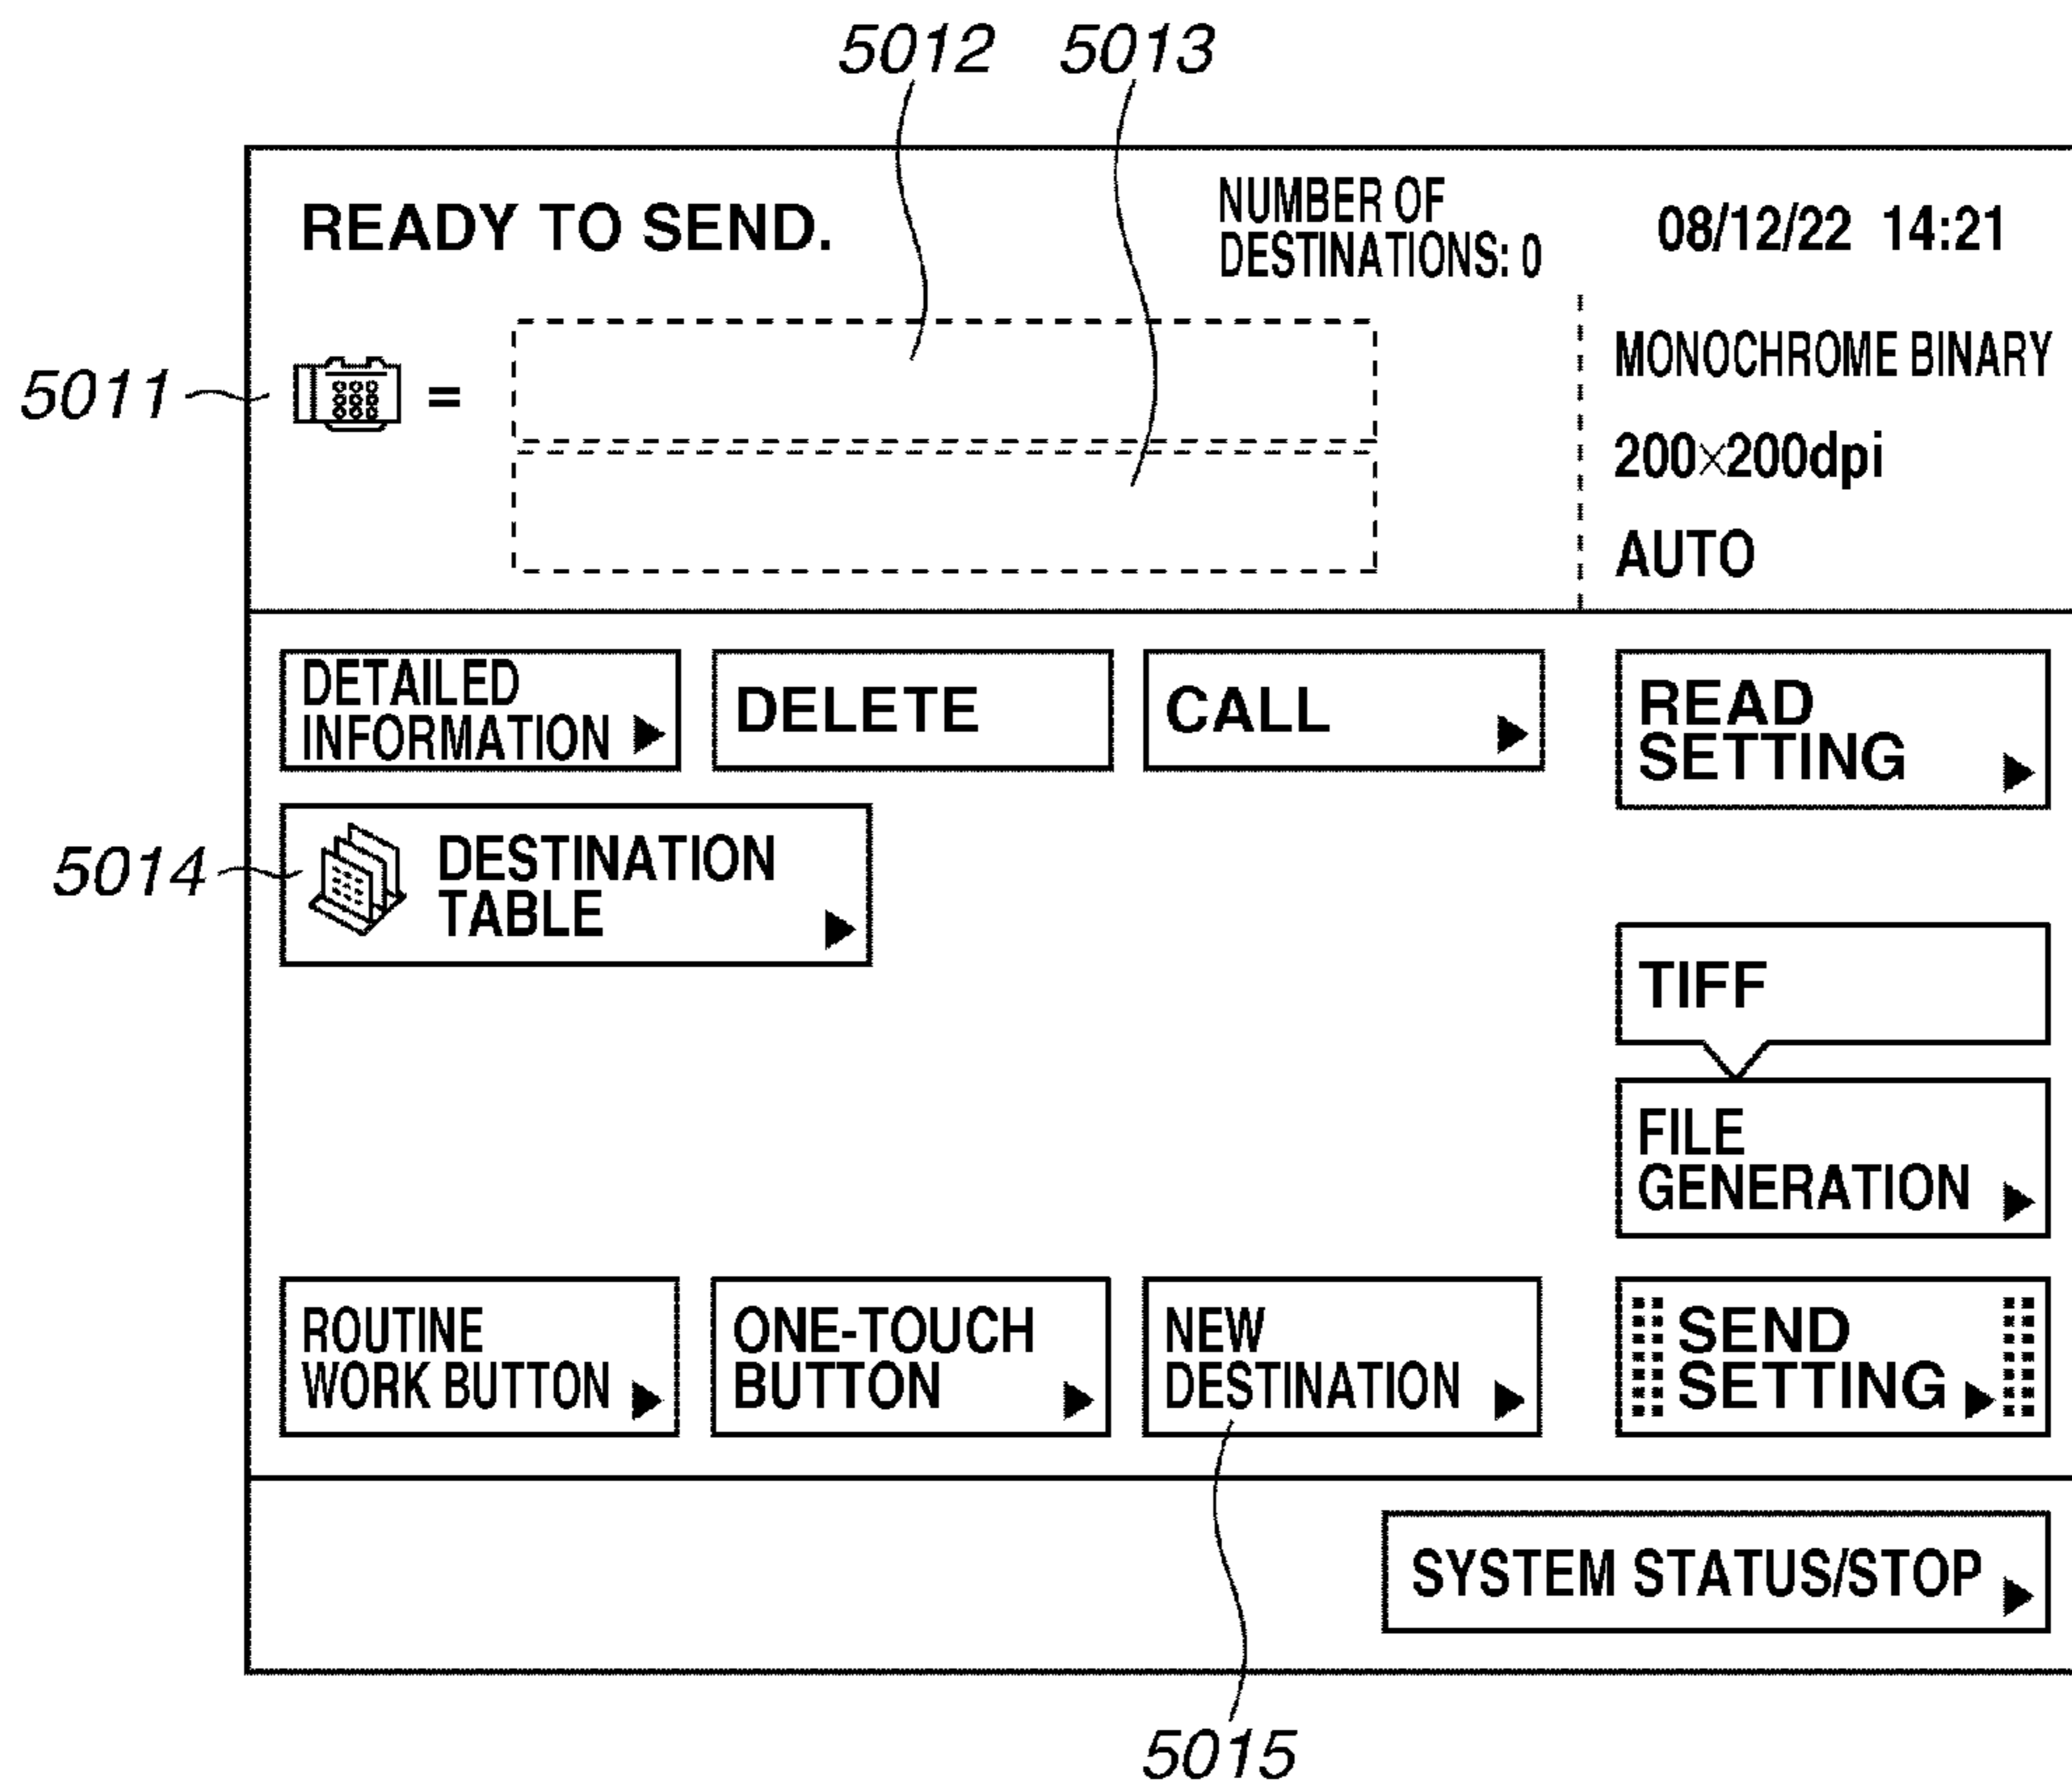 5012 5013
READY TO SEND.
NUMBER OF
DESTINATIONS: 0
08/12/22 14:21
5011
=
MONOCHROME BINARY
200×200dpi
AUTO
DETAILED
INFORMATION
DELETE
CALL
READ
SETTING
5014
DESTINATION
TABLE
TIFF
FILE
GENERATION
ROUTINE
WORK BUTTON
ONE-TOUCH
BUTTON
NEW
DESTINATION
SEND
SETTING
SYSTEM STATUS/STOP
5015